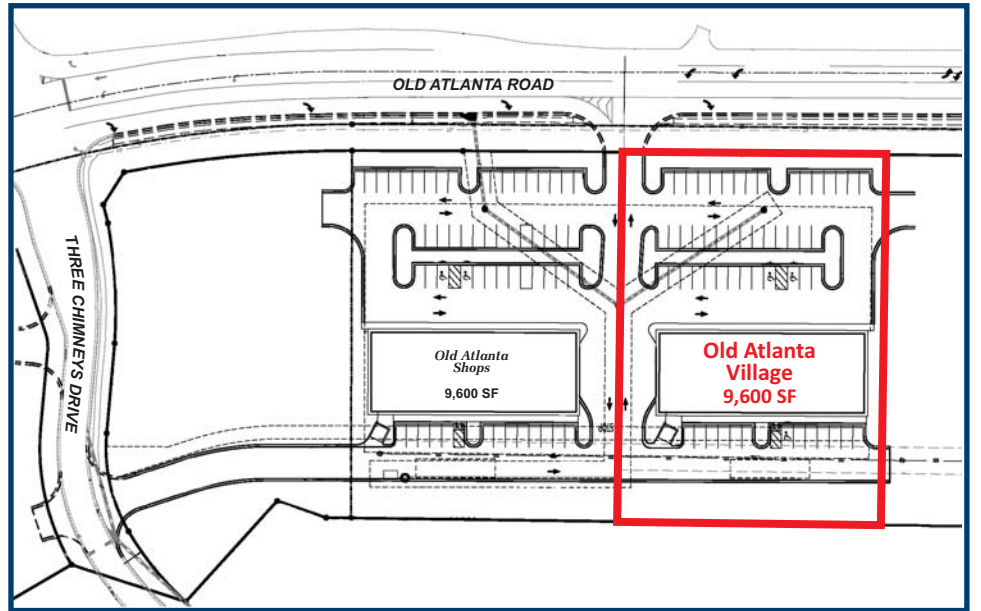 OLD ATLANTA ROAD
THREE CHIMNEYS DRIVE
Old Atlanta
Shops
9,600 SF
Old Atlanta
Village
9,600 SF